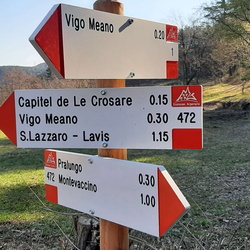 Vigo Meano 0.20
1
Capitel de Le Crosare 0.15
Vigo Meano 0.30 472
S.Lazzaro - Lavis 1.15
Pralungo 0.30
472 Montevaccino 1.00